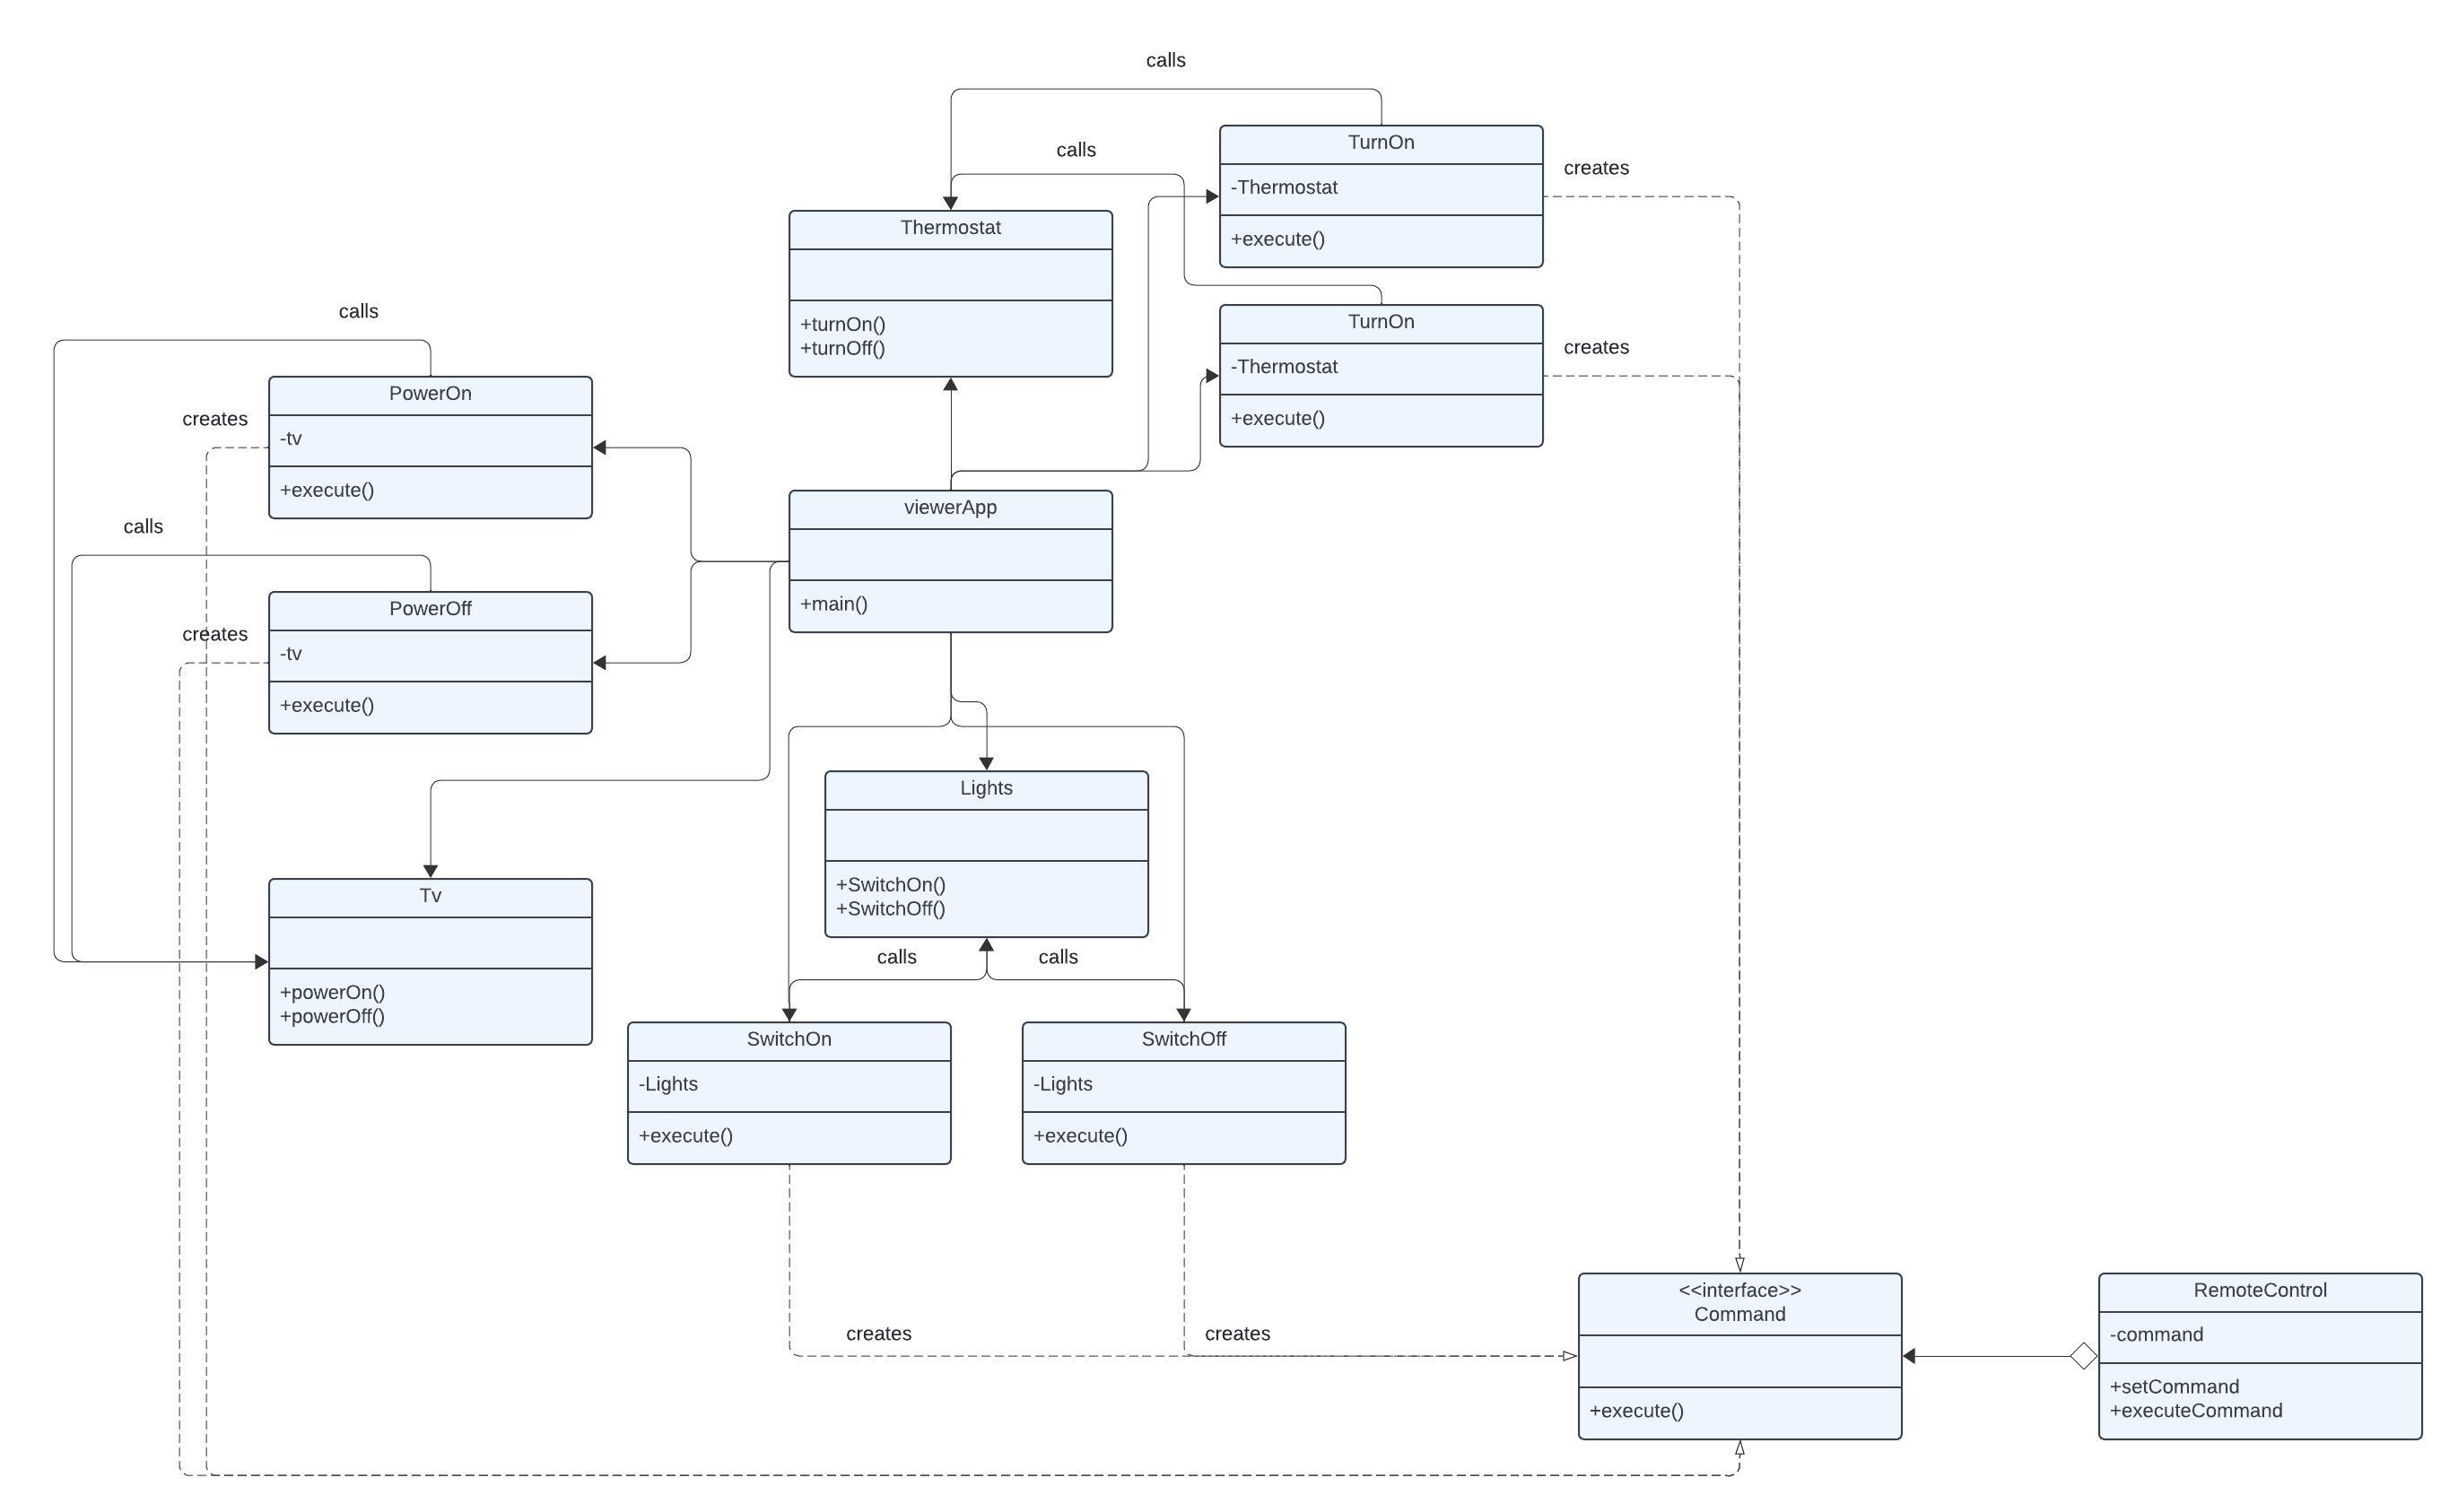 calls
TurnOn
-Thermostat
+execute()
creates
calls
Thermostat
+turnOn()
+turnOff()
TurnOn
-Thermostat
+execute()
creates
calls
PowerOn
-tv
+execute()
creates
viewerApp
+main()
calls
PowerOff
-tv
+execute()
creates
Lights
+SwitchOn()
+SwitchOff()
Tv
+powerOn()
+powerOff()
calls
calls
SwitchOn
-Lights
+execute()
SwitchOff
-Lights
+execute()
creates
creates
<<interface>>
Command
+execute()
RemoteControl
-command
+setCommand
+executeCommand